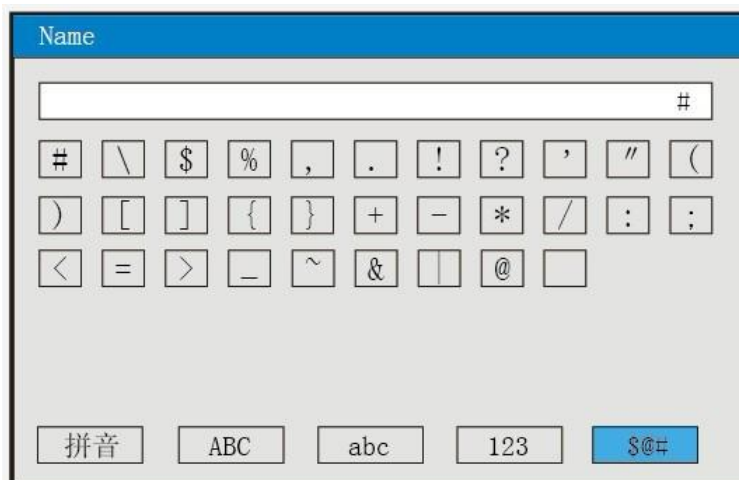 Name
#
# \ $ % , . ! ? ' " (
) [ ] { } + - * / : ;
< = > _ ~ & | @
拼音 ABC abc 123 $@#